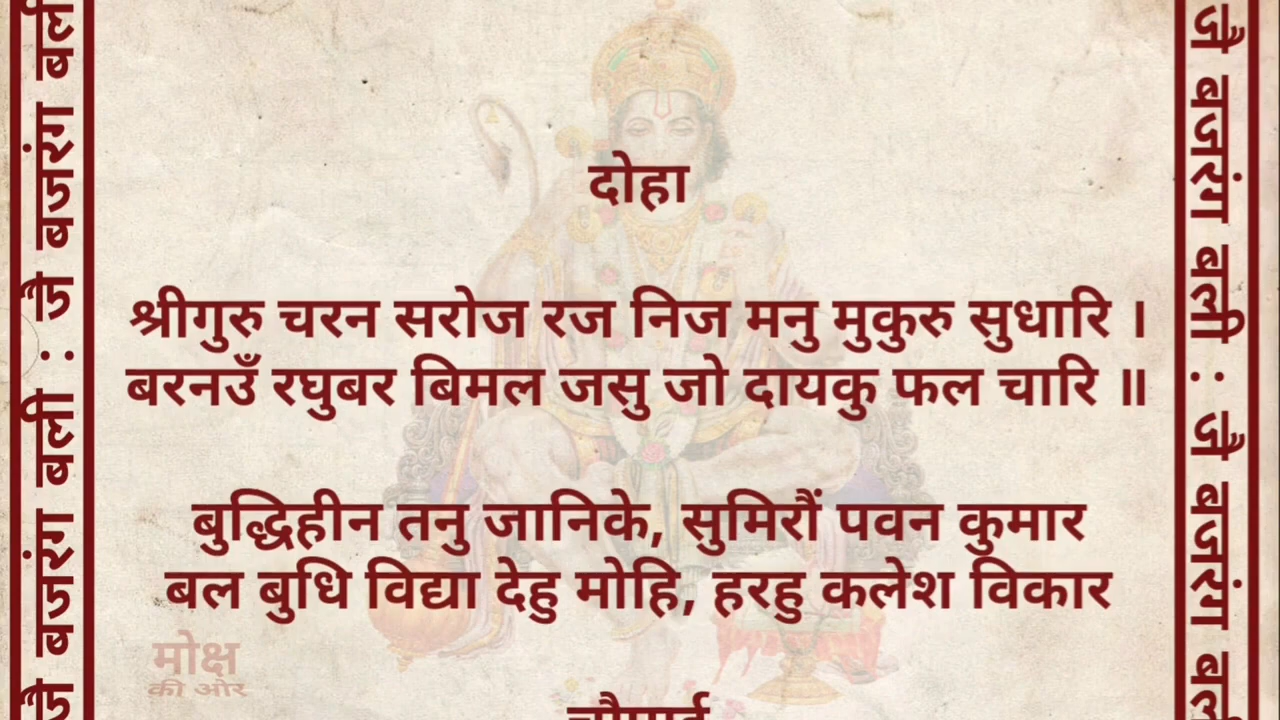 दोहा
श्रीगुरु चरन सरोज रज निज मनु मुकुरु सुधारि ।
बरनउँ रघुबर बिमल जसु जो दायकु फल चारि ॥
बुद्धिहीन तनु जानिके, सुमिरौं पवन कुमार
बल बुधि विद्या देहु मोहि, हरहु कलेश विकार
मोक्ष
की ओर
जै बजरंग बली : जै बजरंग बली
जै बजरंग बली : जै बजरंग